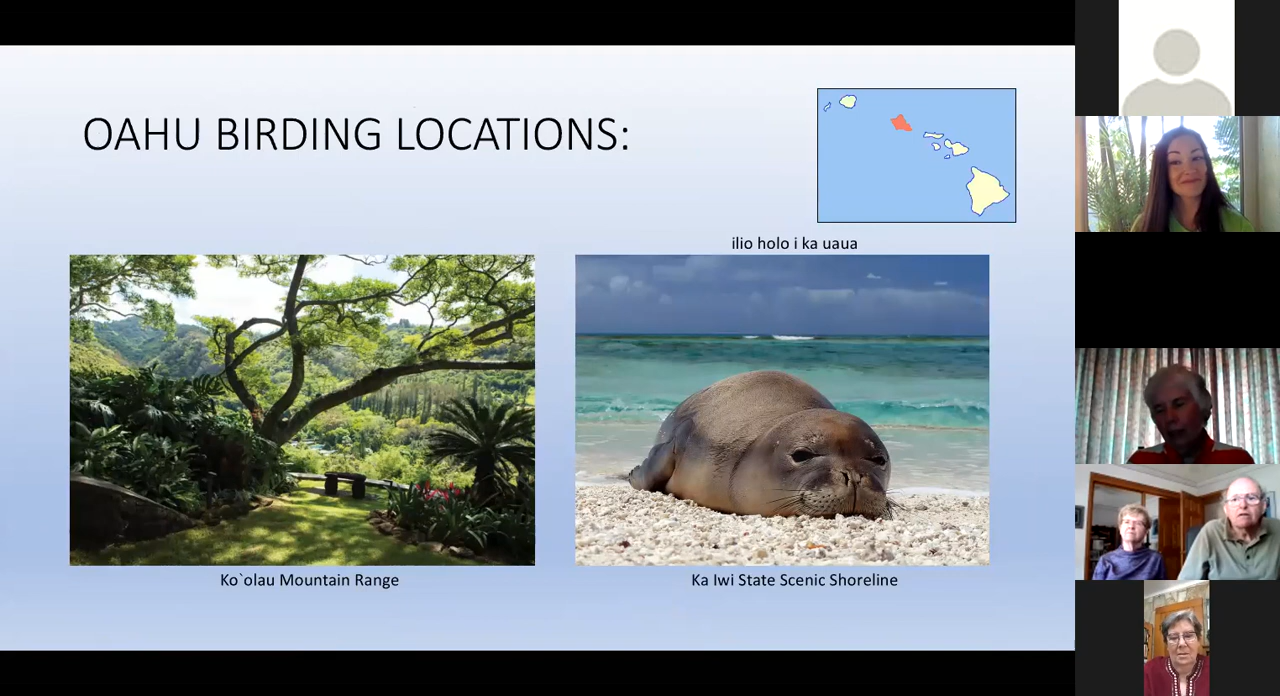 OAHU BIRDING LOCATIONS:
ilio holo i ka uaua
Ko`olau Mountain Range
Ka Iwi State Scenic Shoreline